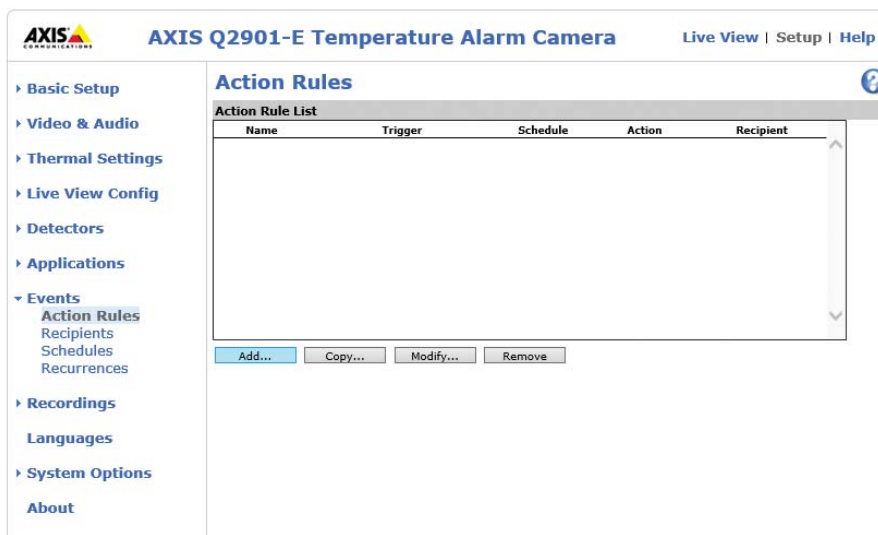 AXIS
COMMUNICATIONS
AXIS Q2901-E Temperature Alarm Camera
Live View | Setup | Help
Basic Setup
Video & Audio
Thermal Settings
Live View Config
Detectors
Applications
Events
Action Rules
Recipients
Schedules
Recurrences
Recordings
Languages
System Options
About
Action Rules
?
Action Rule List
Name Trigger Schedule Action Recipient
Add... Copy... Modify... Remove